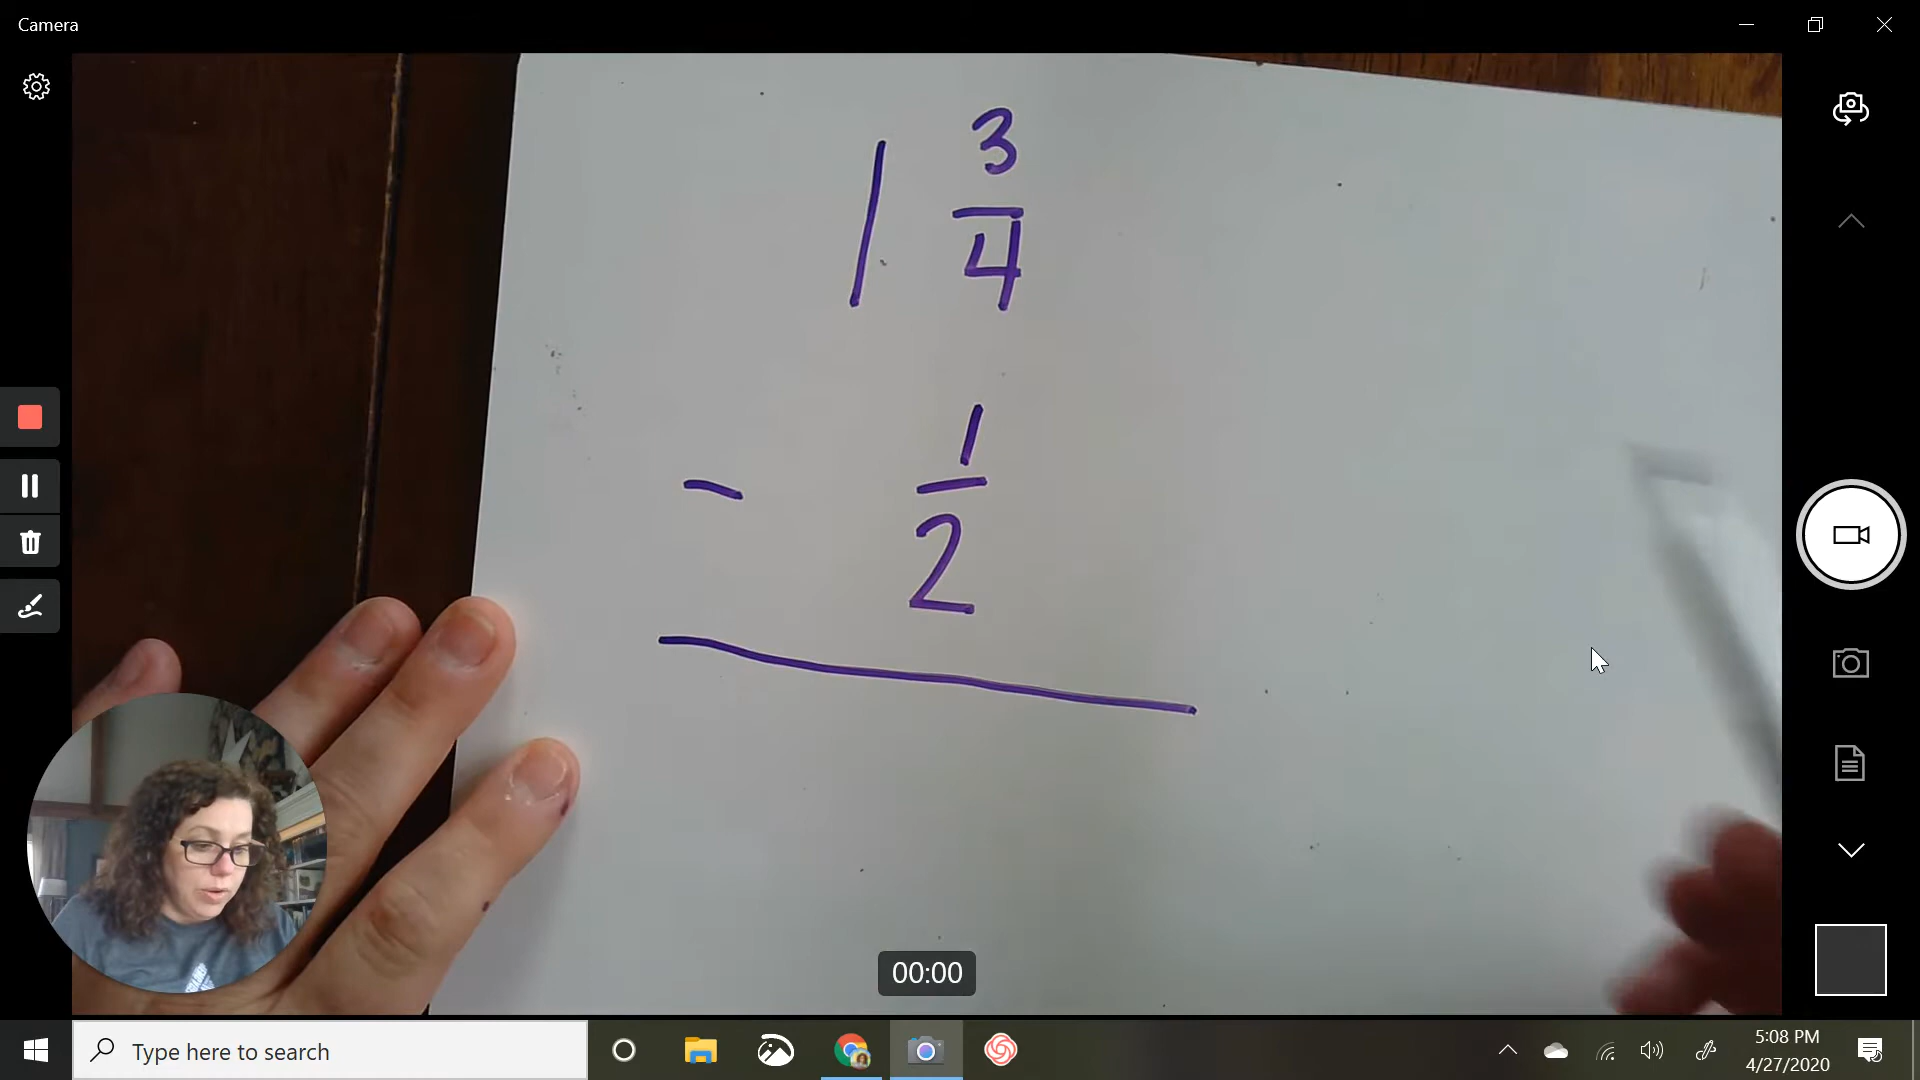 Camera
1 3/4
- 1/2
00:00
Type here to search
5:08 PM
4/27/2020